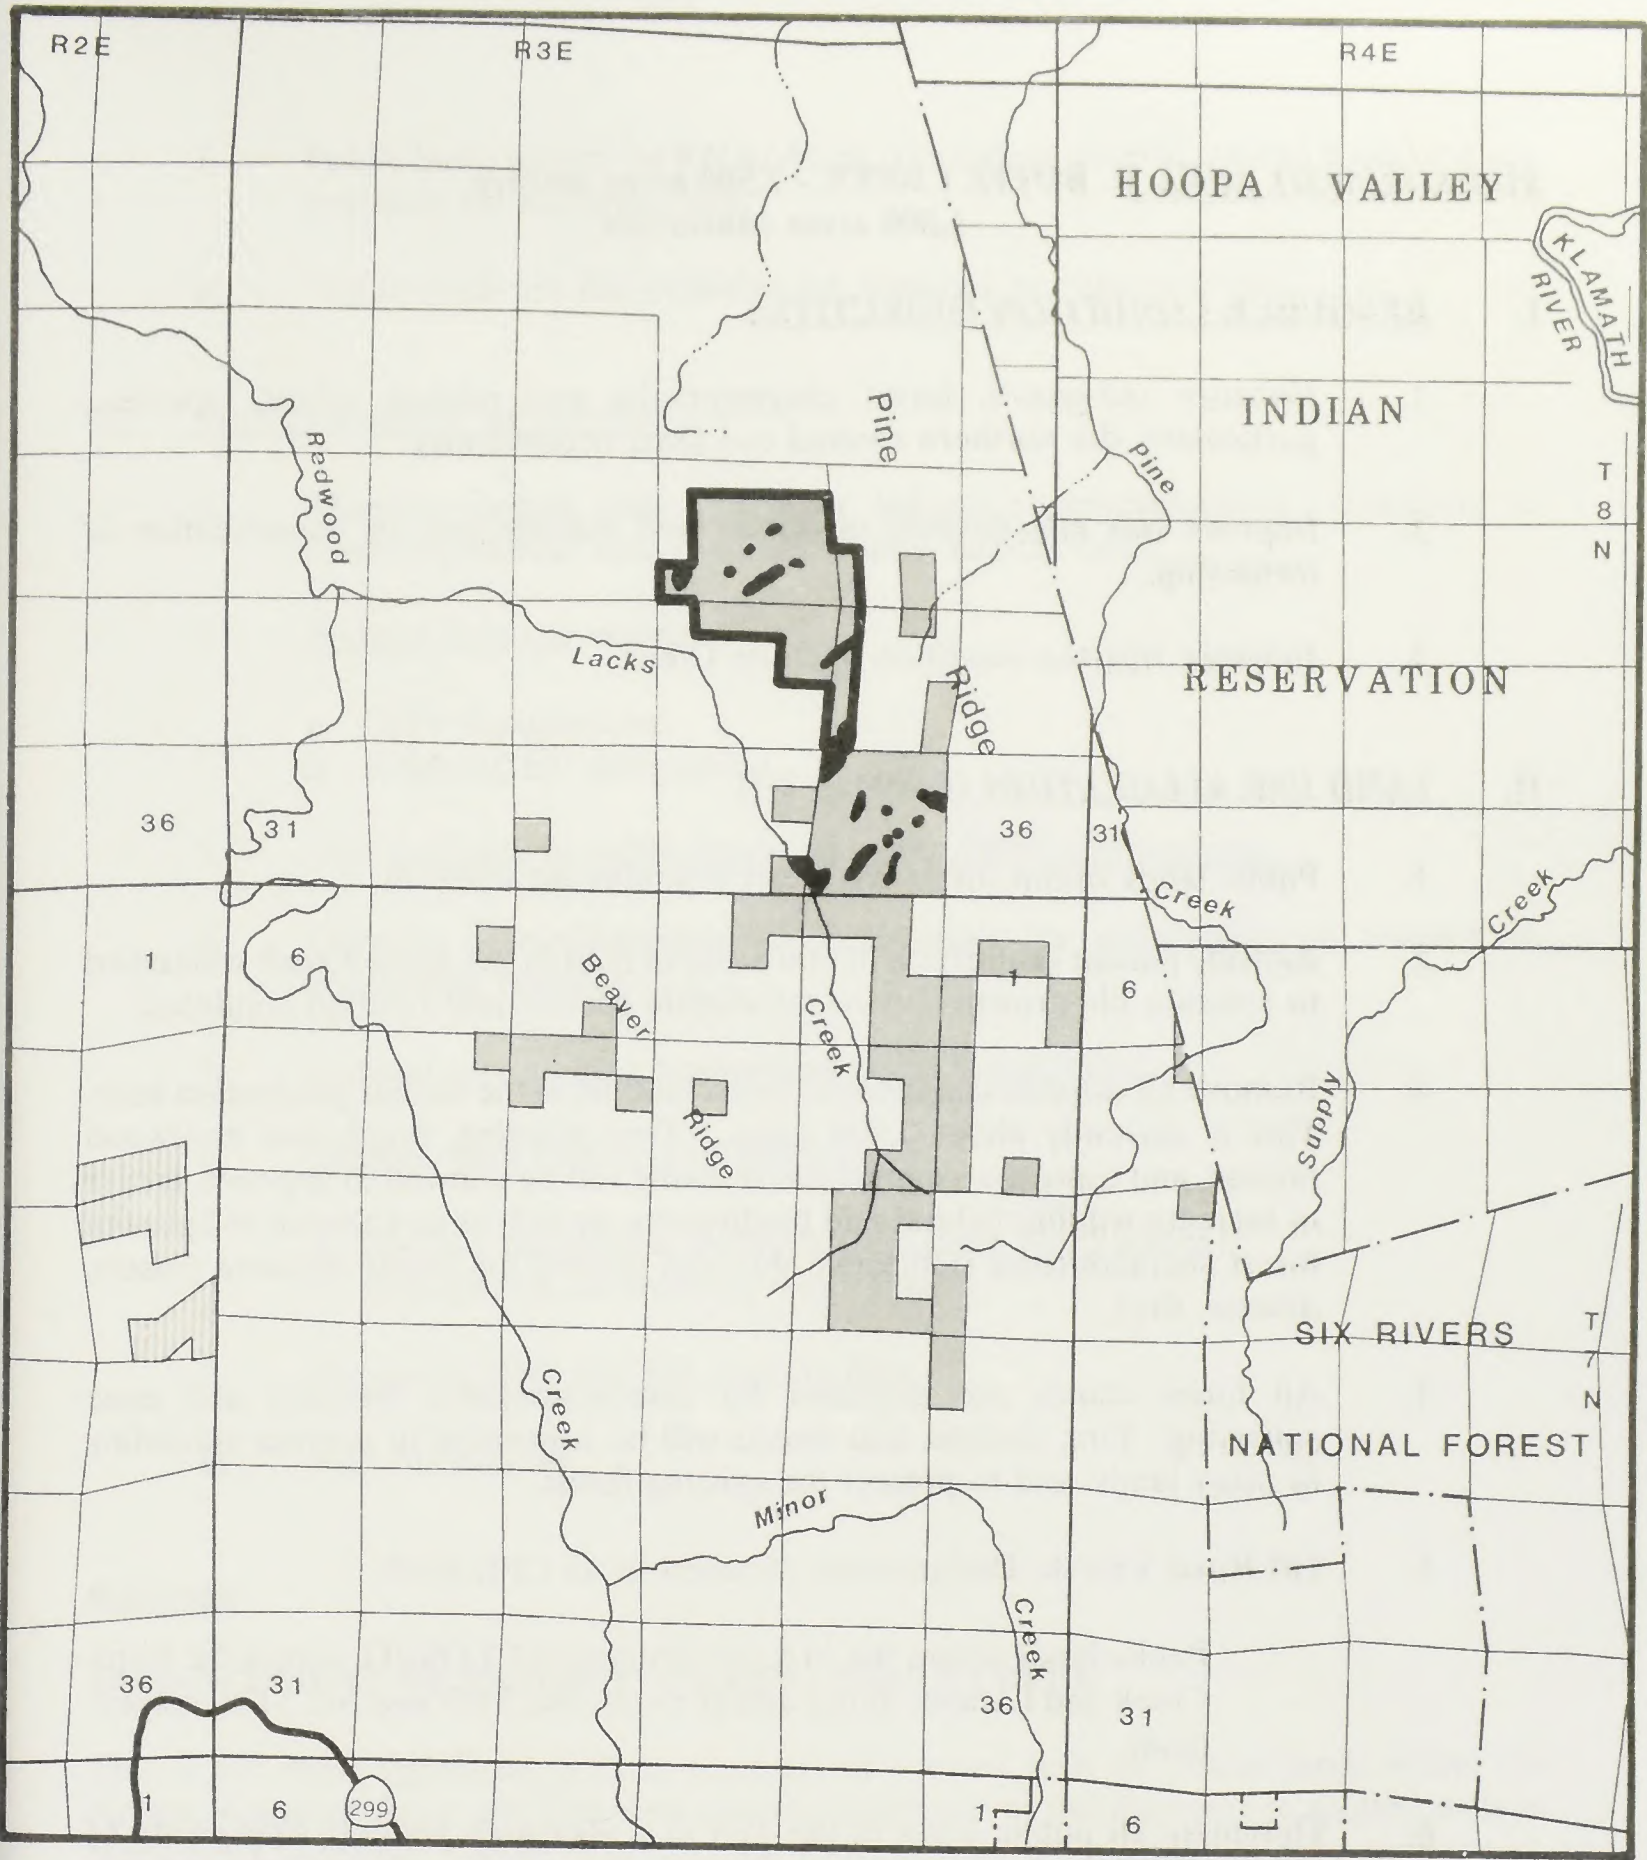 R2E
R3E
R4E
HOOPA VALLEY
KLAMATH
RIVER
INDIAN
Pine
Redwood
Pine
T
8
N
Lacks
Ridge
RESERVATION
36
31
36
31
Creek
Creek
1
6
Beaver
Creek
1
6
Ridge
Supply
SIX RIVERS
T
7
N
Creek
NATIONAL FOREST
Minor
Creek
36
31
36
31
1
6
299
1
6